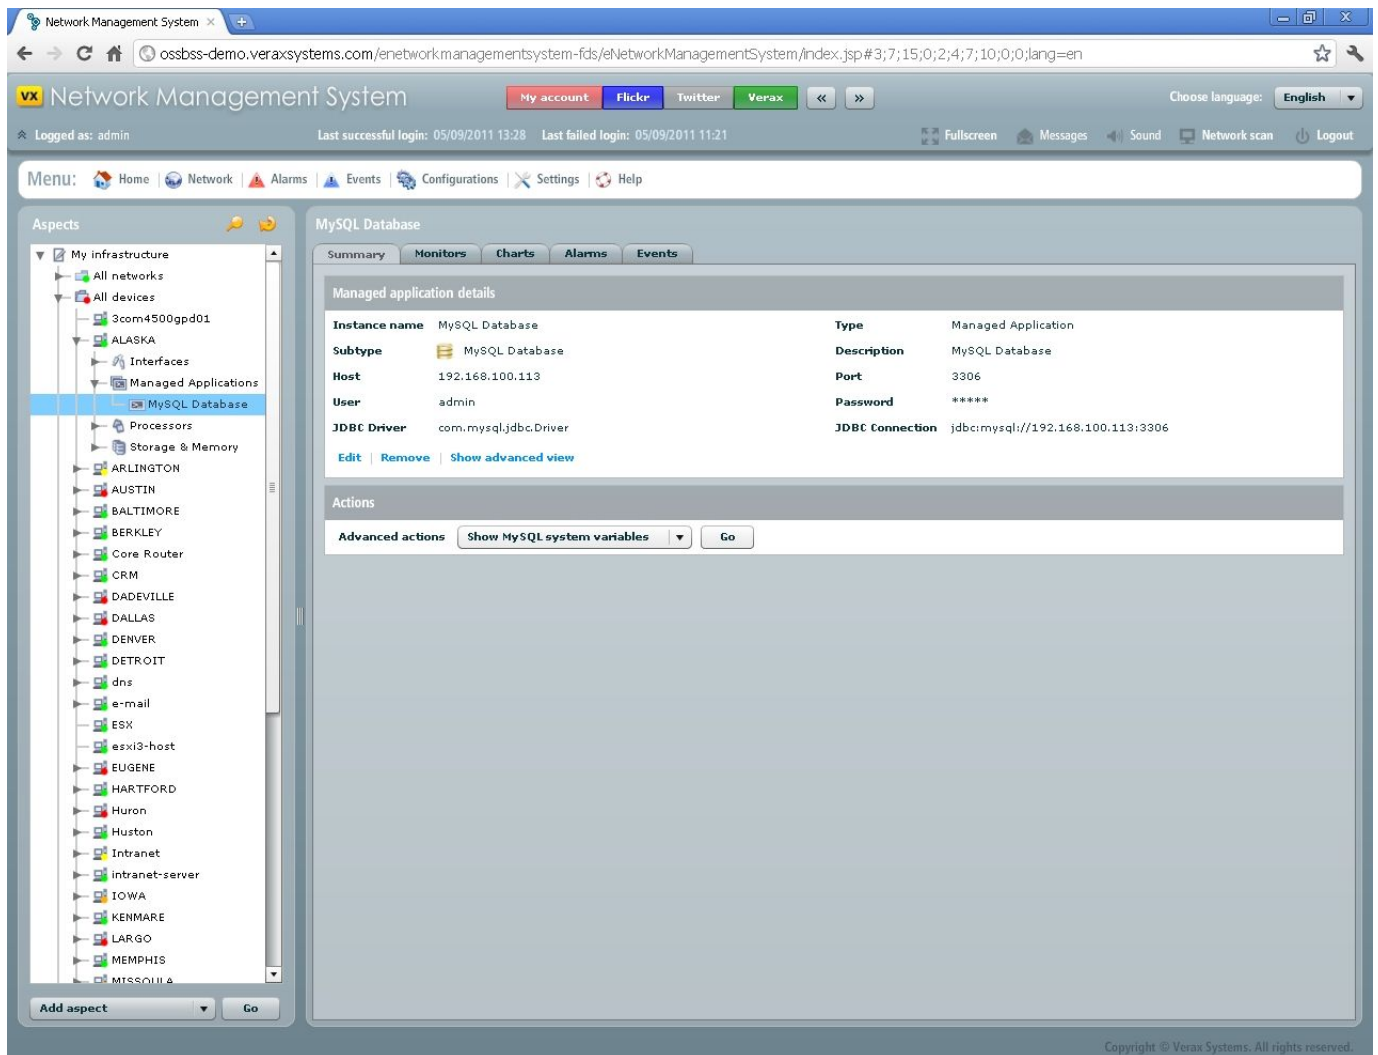 Network Management System
ossbss-demo.veraxsystems.com/enetworkmanagementsystem-fds/eNetworkManagementSystem/index.jsp#3;7;15;0;2;4;7;10;0;0;lang=en
VX Network Management System
My account Flickr Twitter Verax « »
Choose language: English
Logged as: admin
Last successful login: 05/09/2011 13:28 Last failed login: 05/09/2011 11:21
Fullscreen Messages Sound Network scan Logout
Menu: Home | Network | Alarms | Events | Configurations | Settings | Help
Aspects
My infrastructure
All networks
All devices
3com4500gpd01
ALASKA
Interfaces
Managed Applications
MySQL Database
Processors
Storage & Memory
ARLINGTON
AUSTIN
BALTIMORE
BERKLEY
Core Router
CRM
DADEVILLE
DALLAS
DENVER
DETROIT
dns
e-mail
ESX
esxi3-host
EUGENE
HARTFORD
Huron
Huston
Intranet
intranet-server
IOWA
KENMARE
LARGO
MEMPHIS
MISSOULA
Add aspect Go
MySQL Database
Summary Monitors Charts Alarms Events
Managed application details
Instance name MySQL Database Type Managed Application
Subtype MySQL Database Description MySQL Database
Host 192.168.100.113 Port 3306
User admin Password *****
JDBC Driver com.mysql.jdbc.Driver JDBC Connection jdbc:mysql://192.168.100.113:3306
Edit | Remove | Show advanced view
Actions
Advanced actions Show MySQL system variables Go
Copyright © Verax Systems. All rights reserved.